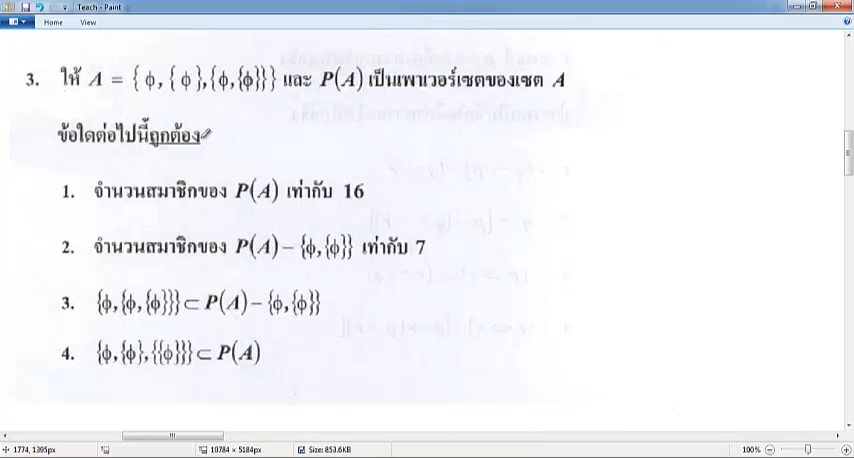 Teach - Paint
Home View
3. ให้ A = { ϕ, { ϕ },{ϕ,{ϕ}} } และ P(A) เป็นเพาเวอร์เซตของเซต A
ข้อใดต่อไปนี้ถูกต้อง
1. จำนวนสมาชิกของ P(A) เท่ากับ 16
2. จำนวนสมาชิกของ P(A) – {ϕ,{ϕ}} เท่ากับ 7
3. {ϕ,{ϕ,{ϕ}}} ⊂ P(A) – {ϕ,{ϕ}}
4. {ϕ,{ϕ},{{ϕ}}} ⊂ P(A)
1774, 1395px 10784 × 5184px Size: 853.6KB 100%